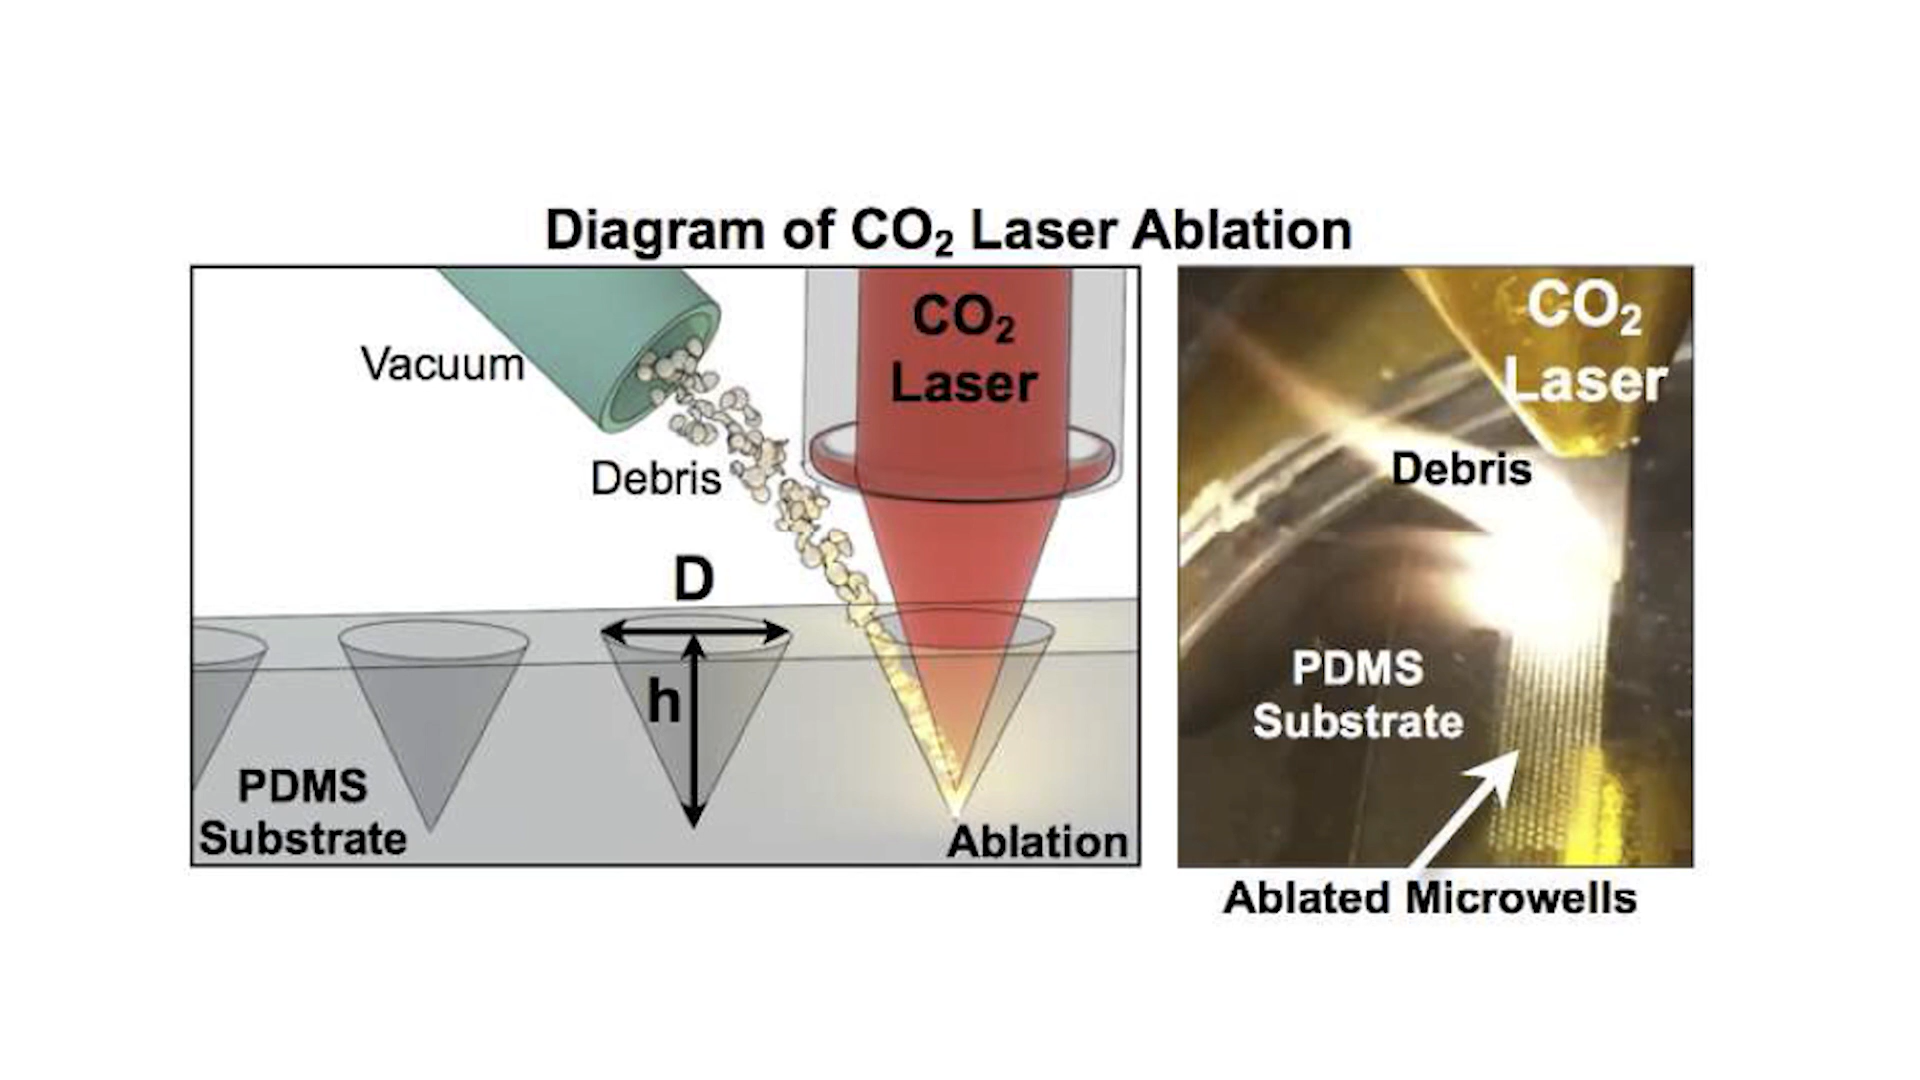 Diagram of CO₂ Laser Ablation
Vacuum
Debris
D
h
PDMS
Substrate
CO₂
Laser
Ablation
CO₂
Laser
Debris
PDMS
Substrate
Ablated Microwells